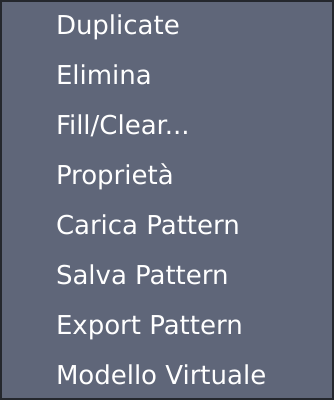 Duplicate
Elimina
Fill/Clear...
Proprietà
Carica Pattern
Salva Pattern
Export Pattern
Modello Virtuale